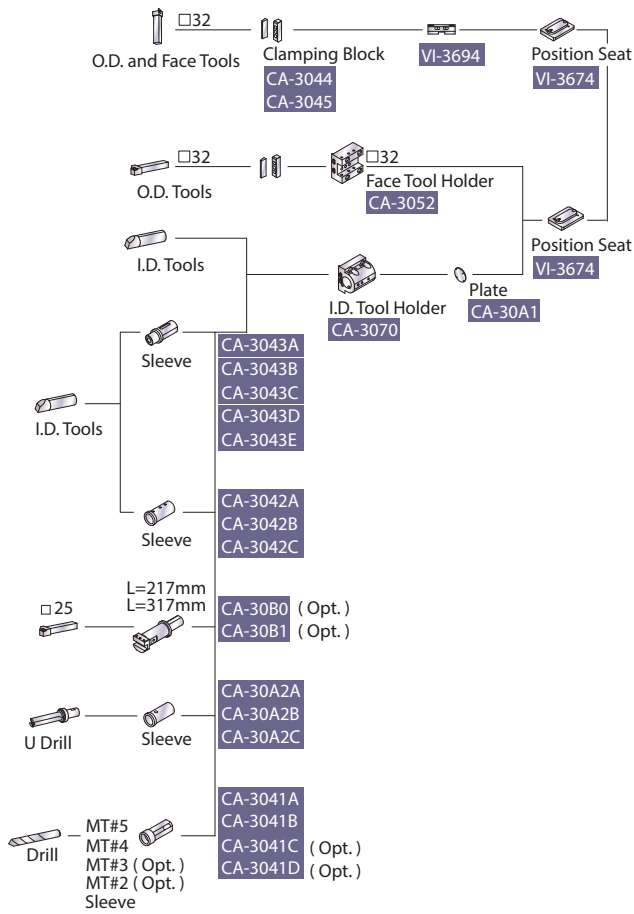 □32
O.D. and Face Tools
Clamping Block
CA-3044
CA-3045
VI-3694
Position Seat
VI-3674
□32
O.D. Tools
□32
Face Tool Holder
CA-3052
Position Seat
VI-3674
I.D. Tools
I.D. Tool Holder
CA-3070
Plate
CA-30A1
Sleeve
CA-3043A
CA-3043B
CA-3043C
CA-3043D
CA-3043E
I.D. Tools
Sleeve
CA-3042A
CA-3042B
CA-3042C
□25
L=217mm
L=317mm
CA-30B0 ( Opt. )
CA-30B1 ( Opt. )
U Drill
Sleeve
CA-30A2A
CA-30A2B
CA-30A2C
Drill
MT#5
MT#4
MT#3 ( Opt. )
MT#2 ( Opt. )
Sleeve
CA-3041A
CA-3041B
CA-3041C ( Opt. )
CA-3041D ( Opt. )